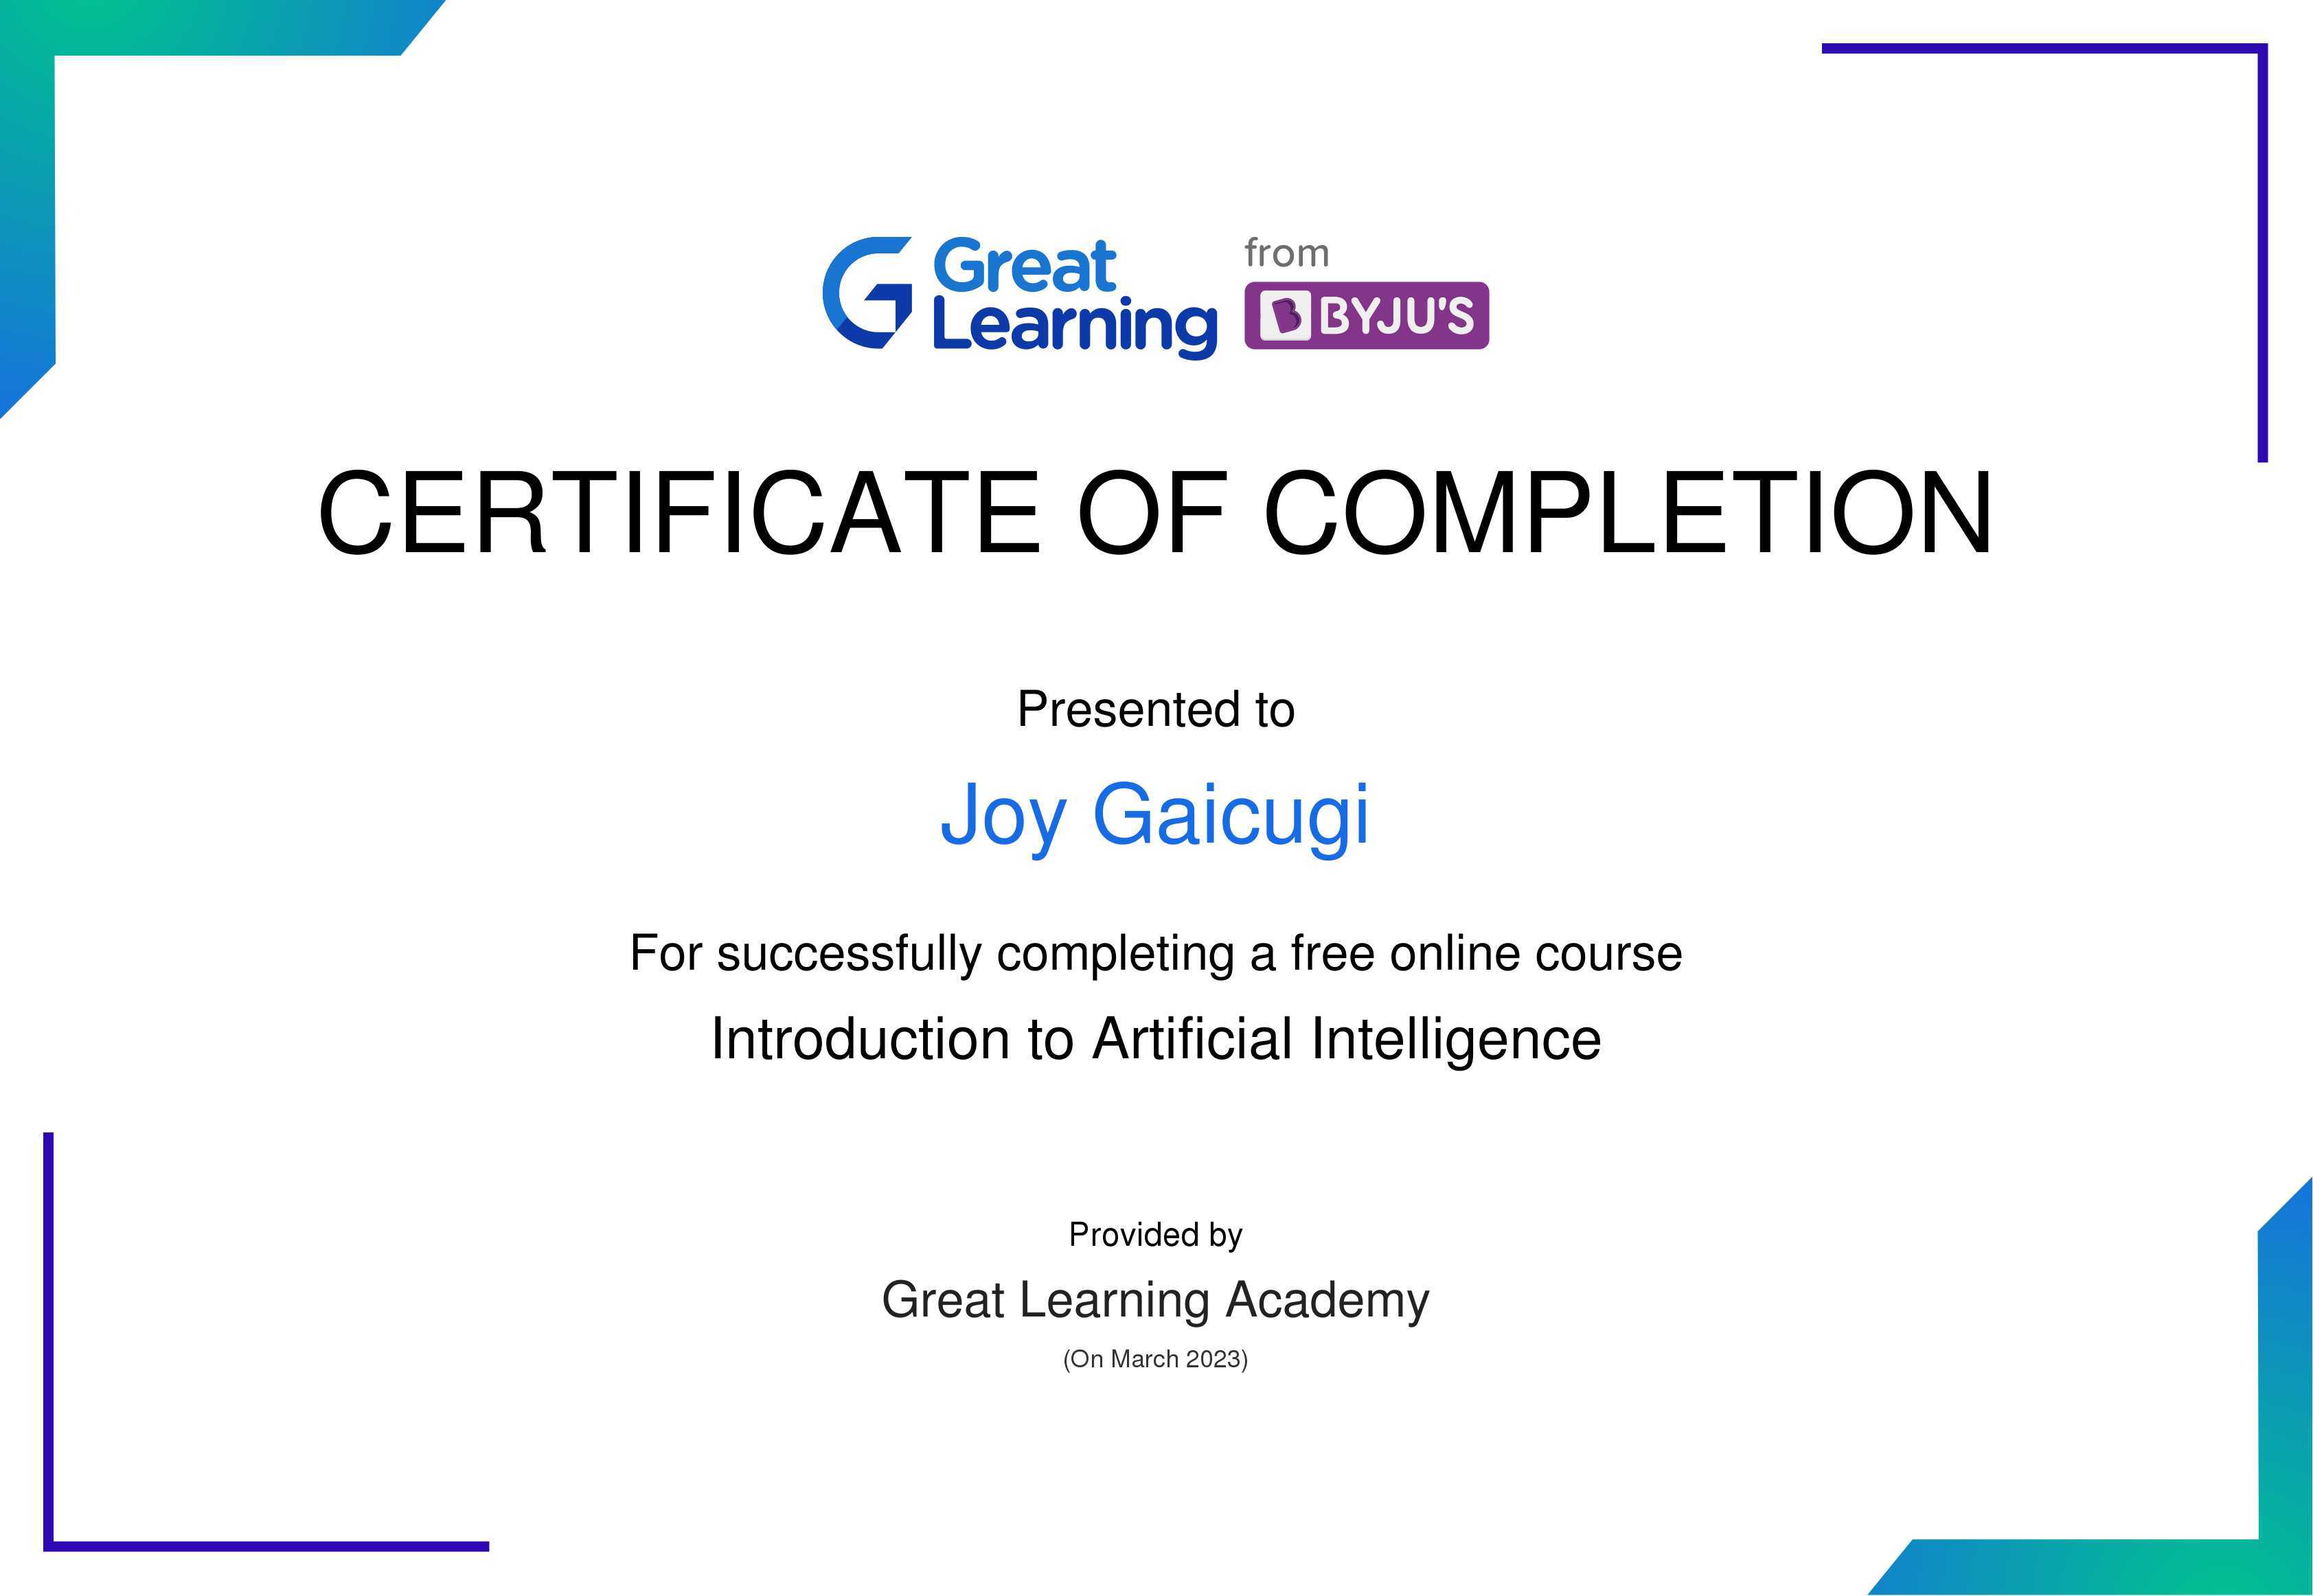 Great
Learning
from
BYJU'S
CERTIFICATE OF COMPLETION
Presented to
Joy Gaicugi
For successfully completing a free online course
Introduction to Artificial Intelligence
Provided by
Great Learning Academy
(On March 2023)